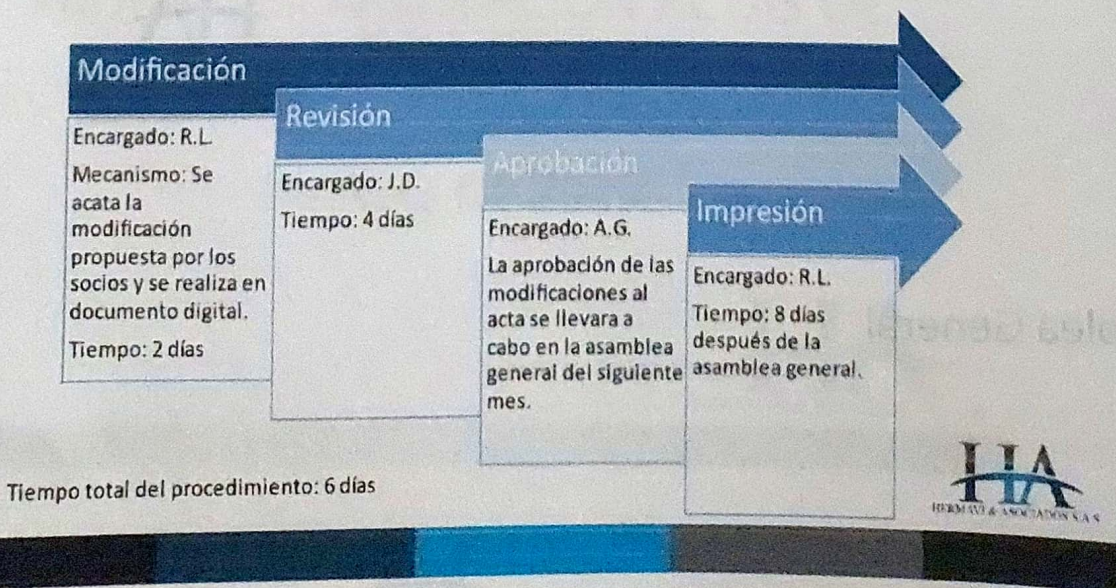 Modificación
Encargado: R.L.
Mecanismo: Se
acata la
modificación
propuesta por los
socios y se realiza en
documento digital.
Tiempo: 2 días
Revisión
Encargado: J.D.
Tiempo: 4 días
Aprobación
Encargado: A.G.
La aprobación de las
modificaciones al
acta se llevara a
cabo en la asamblea
general del siguiente
mes.
Impresión
Encargado: R.L.
Tiempo: 8 días
después de la
asamblea general.
Tiempo total del procedimiento: 6 días
HA
HERMAVI & ASOCIADOS S.A.S